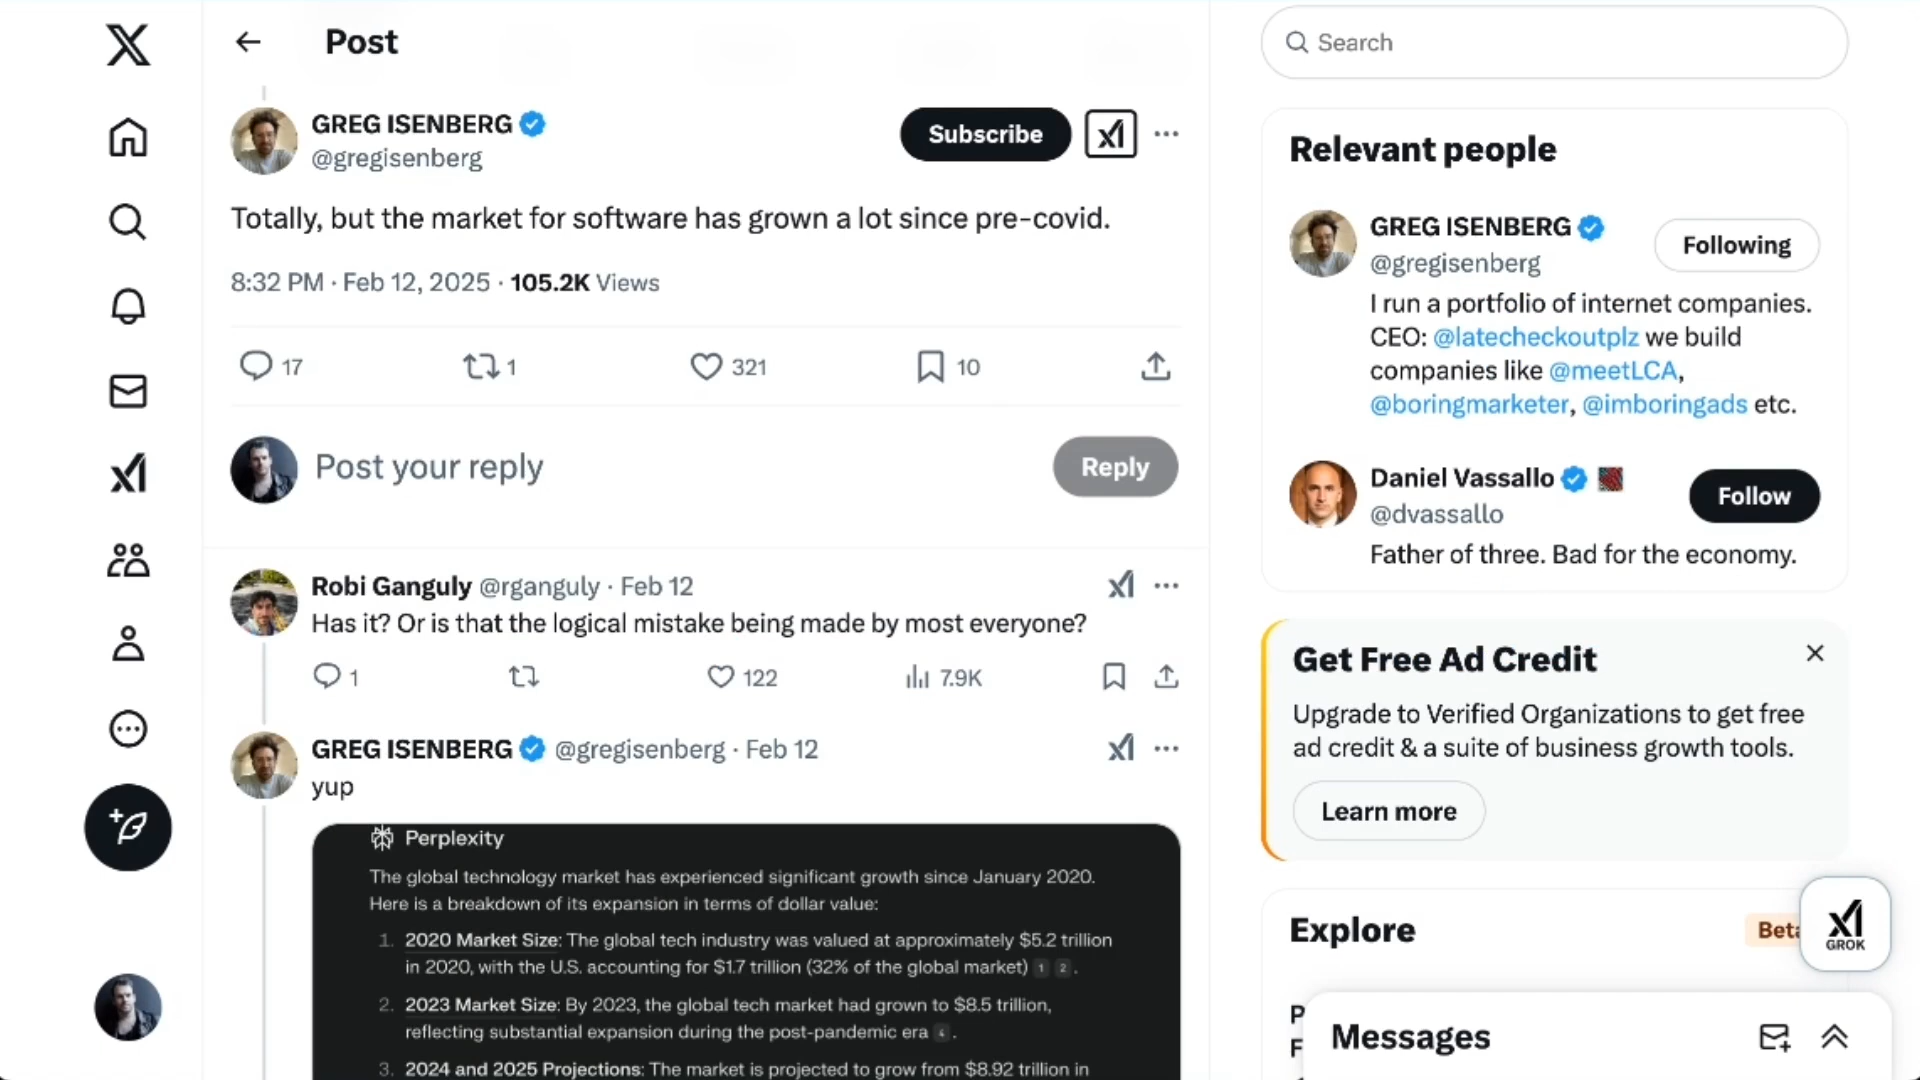 Post
GREG ISENBERG
@gregisenberg
Subscribe
Totally, but the market for software has grown a lot since pre-covid.
8:32 PM · Feb 12, 2025 · 105.2K Views
17
1
321
10
Post your reply
Reply
Robi Ganguly @rganguly · Feb 12
Has it? Or is that the logical mistake being made by most everyone?
1
122
7.9K
GREG ISENBERG @gregisenberg · Feb 12
yup
Perplexity
The global technology market has experienced significant growth since January 2020.
Here is a breakdown of its expansion in terms of dollar value:
1. 2020 Market Size: The global tech industry was valued at approximately $5.2 trillion
in 2020, with the U.S. accounting for $1.7 trillion (32% of the global market) 1 2 .
2. 2023 Market Size: By 2023, the global tech market had grown to $8.5 trillion,
reflecting substantial expansion during the post-pandemic era 4 .
3. 2024 and 2025 Projections: The market is projected to grow from $8.92 trillion in
Search
Relevant people
GREG ISENBERG
Following
@gregisenberg
I run a portfolio of internet companies.
CEO: @latecheckoutplz we build
companies like @meetLCA,
@boringmarketer, @imboringads etc.
Daniel Vassallo
Follow
@dvassallo
Father of three. Bad for the economy.
Get Free Ad Credit
Upgrade to Verified Organizations to get free
ad credit & a suite of business growth tools.
Learn more
Explore
Beta
GROK
Messages